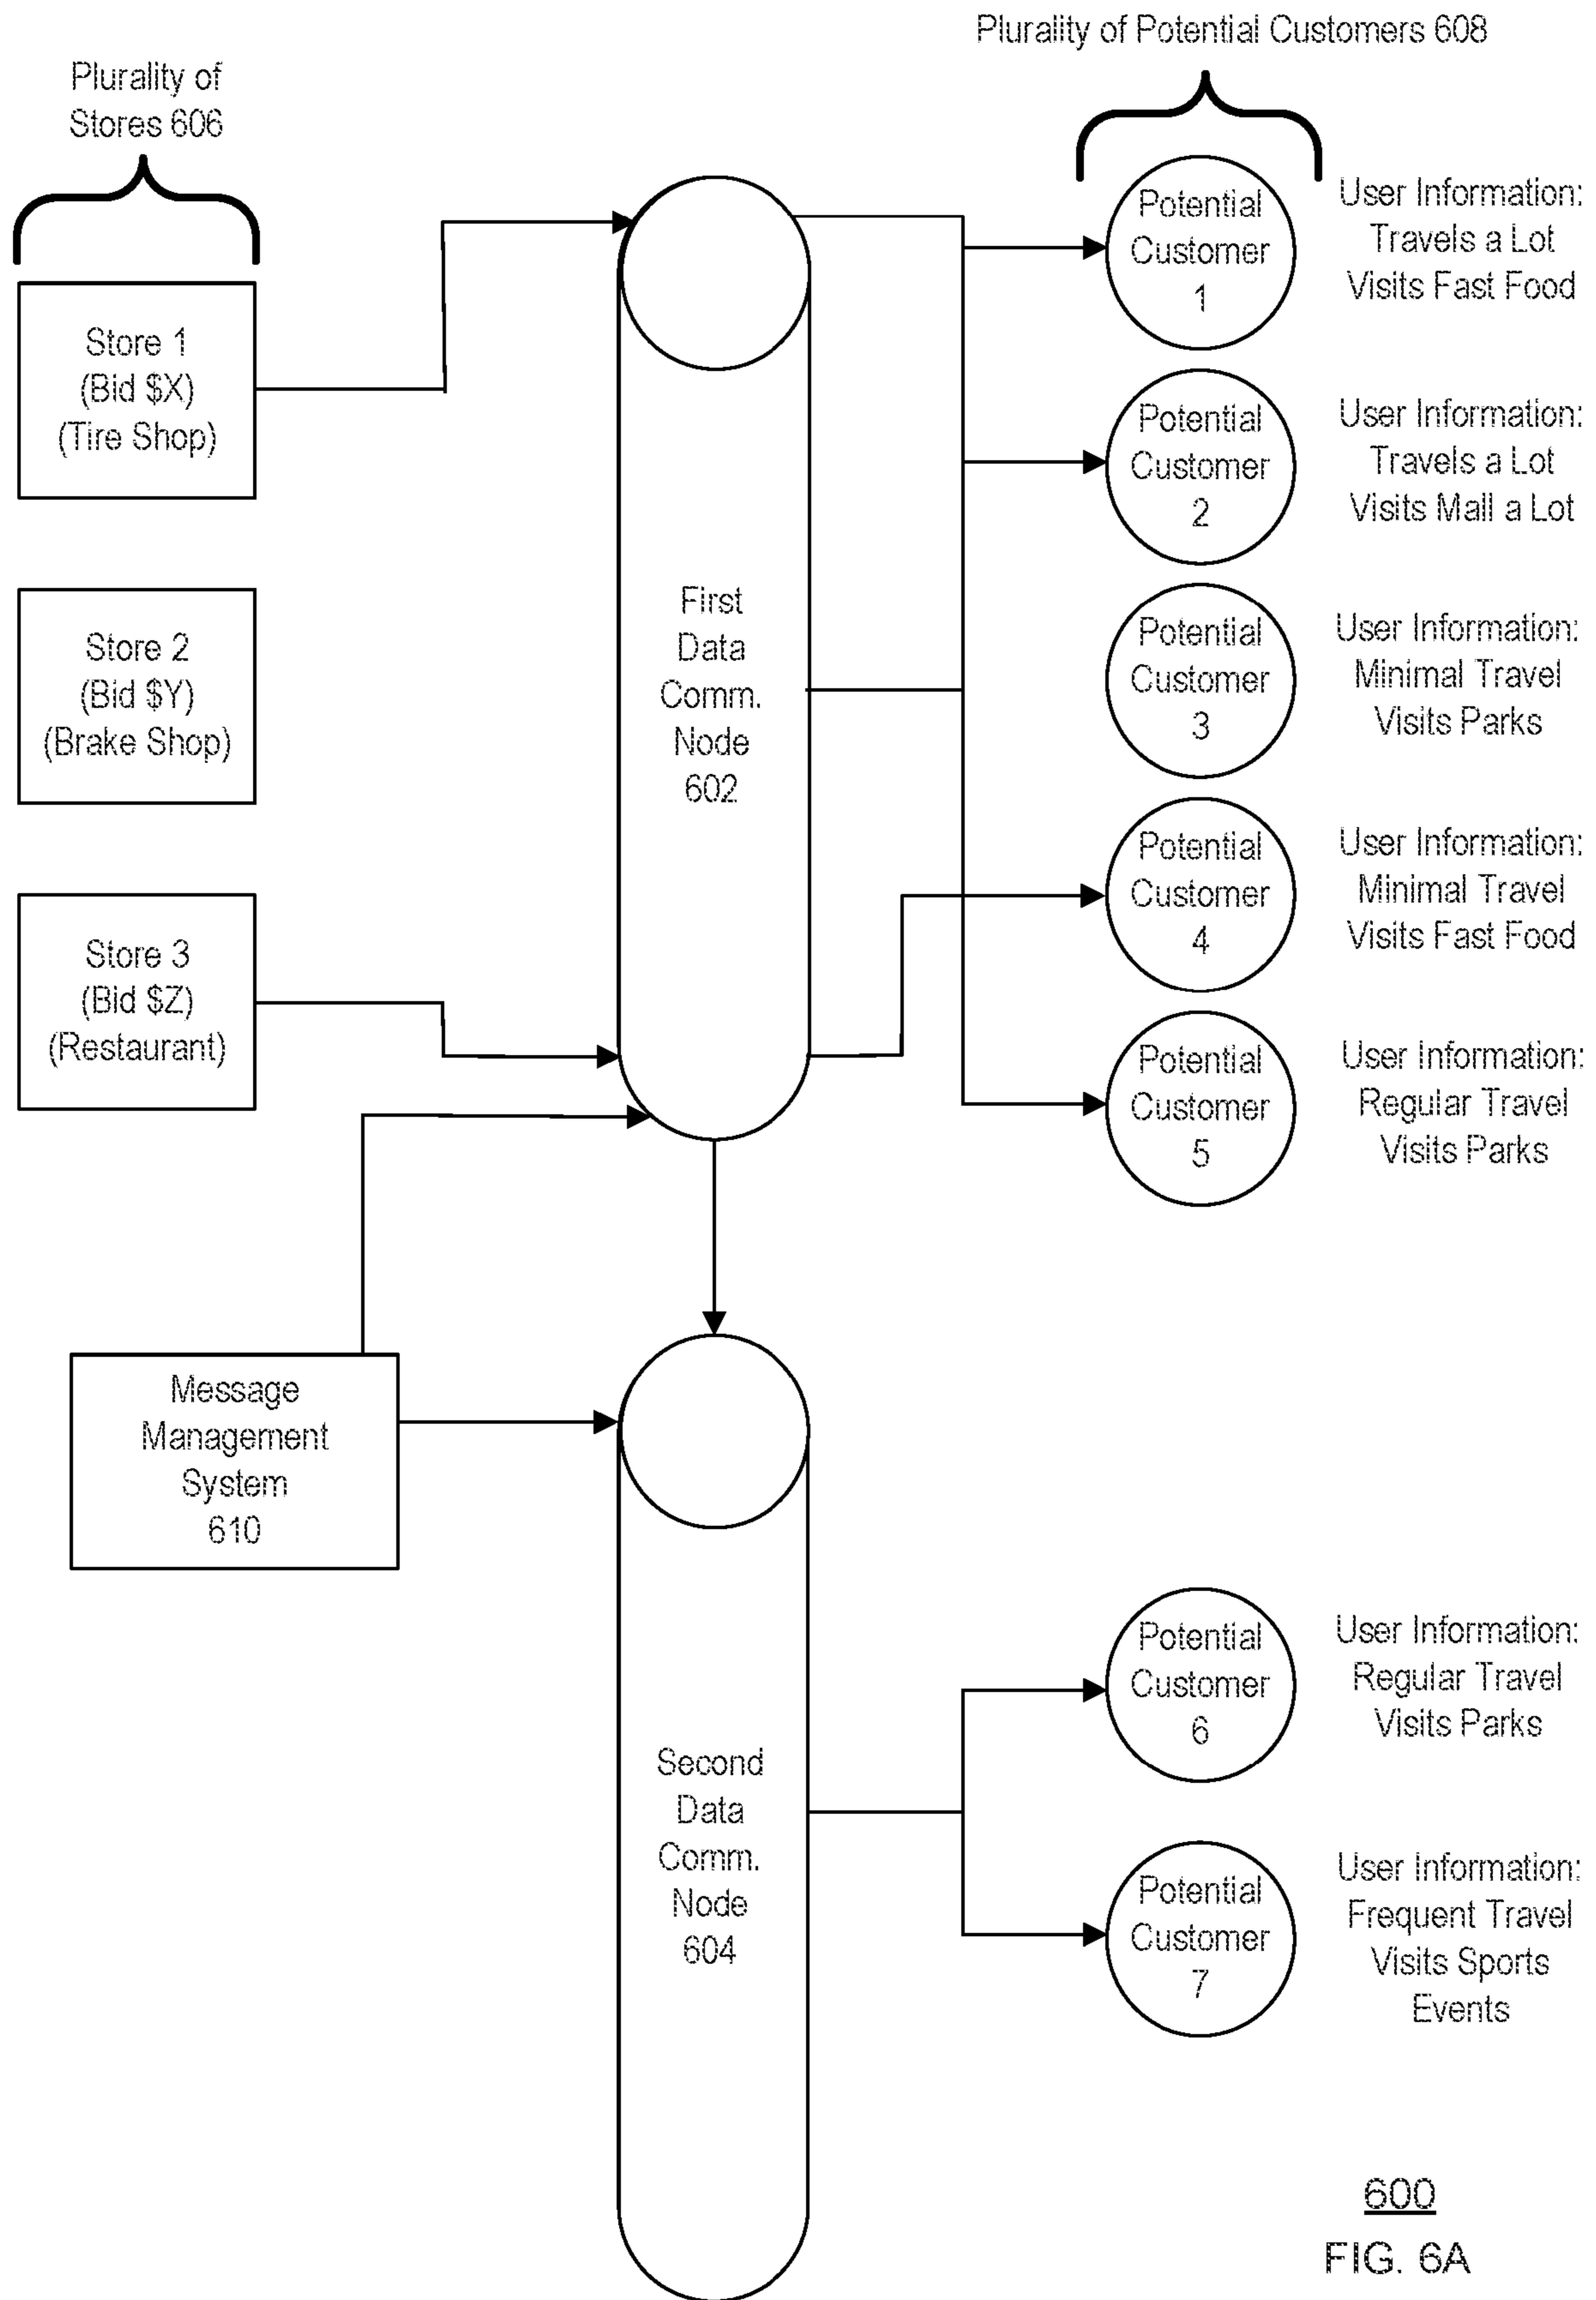 Plurality of Potential Customers 608
Plurality of
Stores 606
Store 1
(Bid $X)
(Tire Shop)
Store 2
(Bid $Y)
(Brake Shop)
Store 3
(Bid $Z)
(Restaurant)
Message
Management
System
610
First
Data
Comm.
Node
602
Second
Data
Comm.
Node
604
Potential
Customer
1
User Information:
Travels a Lot
Visits Fast Food
Potential
Customer
2
User Information:
Travels a Lot
Visits Mall a Lot
Potential
Customer
3
User Information:
Minimal Travel
Visits Parks
Potential
Customer
4
User Information:
Minimal Travel
Visits Fast Food
Potential
Customer
5
User Information:
Regular Travel
Visits Parks
Potential
Customer
6
User Information:
Regular Travel
Visits Parks
Potential
Customer
7
User Information:
Frequent Travel
Visits Sports
Events
600
FIG. 6A